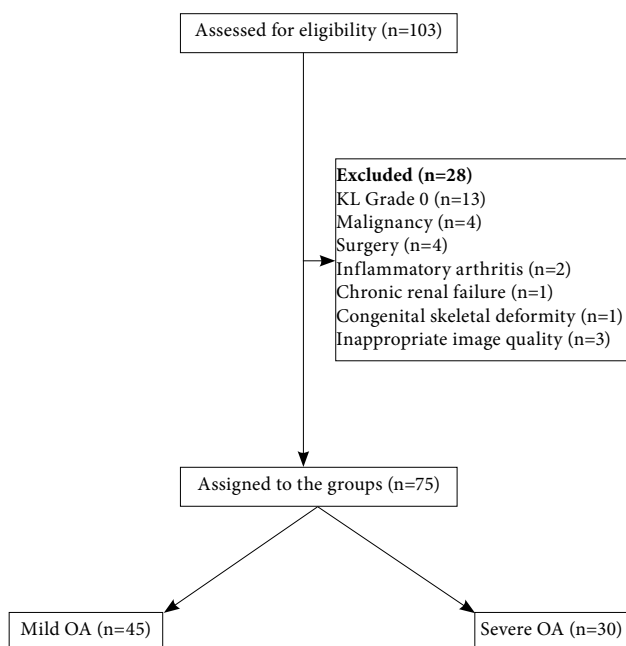 Assessed for eligibility (n=103)
Excluded (n=28)
KL Grade 0 (n=13)
Malignancy (n=4)
Surgery (n=4)
Inflammatory arthritis (n=2)
Chronic renal failure (n=1)
Congenital skeletal deformity (n=1)
Inappropriate image quality (n=3)
Assigned to the groups (n=75)
Mild OA (n=45)
Severe OA (n=30)